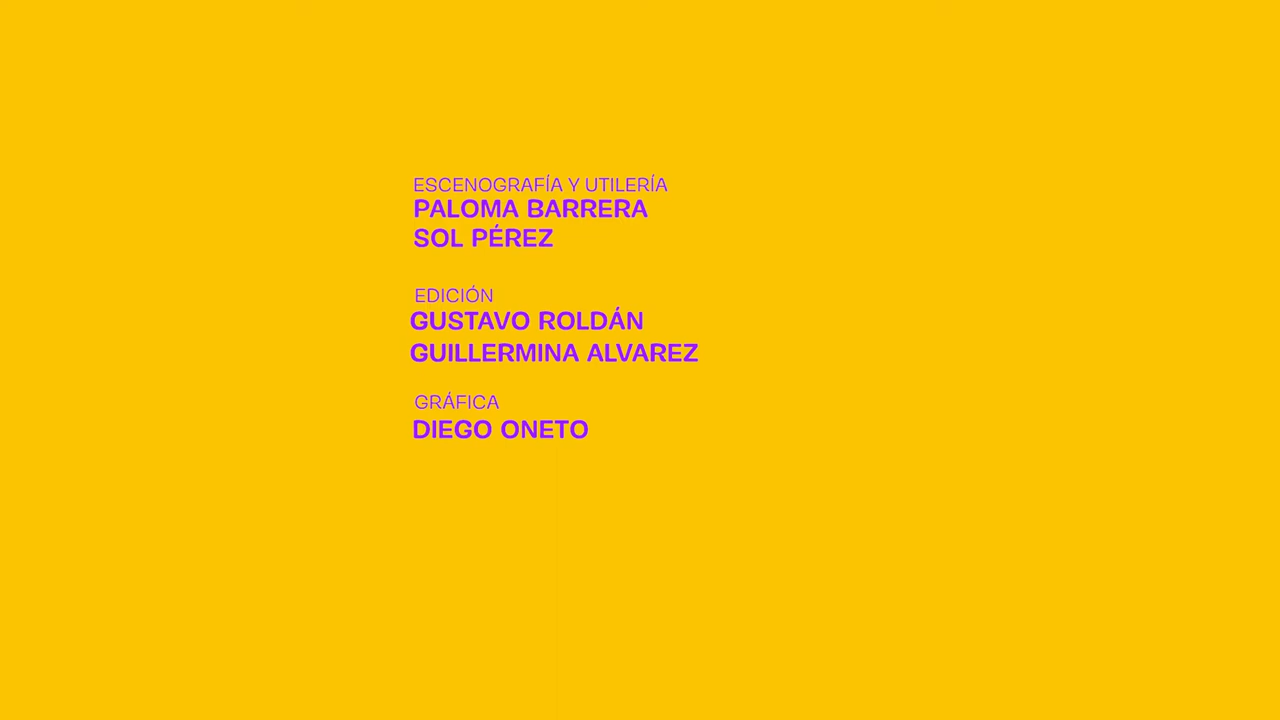 ESCENOGRAFÍA Y UTILERÍA
PALOMA BARRERA
SOL PÉREZ
EDICIÓN
GUSTAVO ROLDÁN
GUILLERMINA ALVAREZ
GRÁFICA
DIEGO ONETO